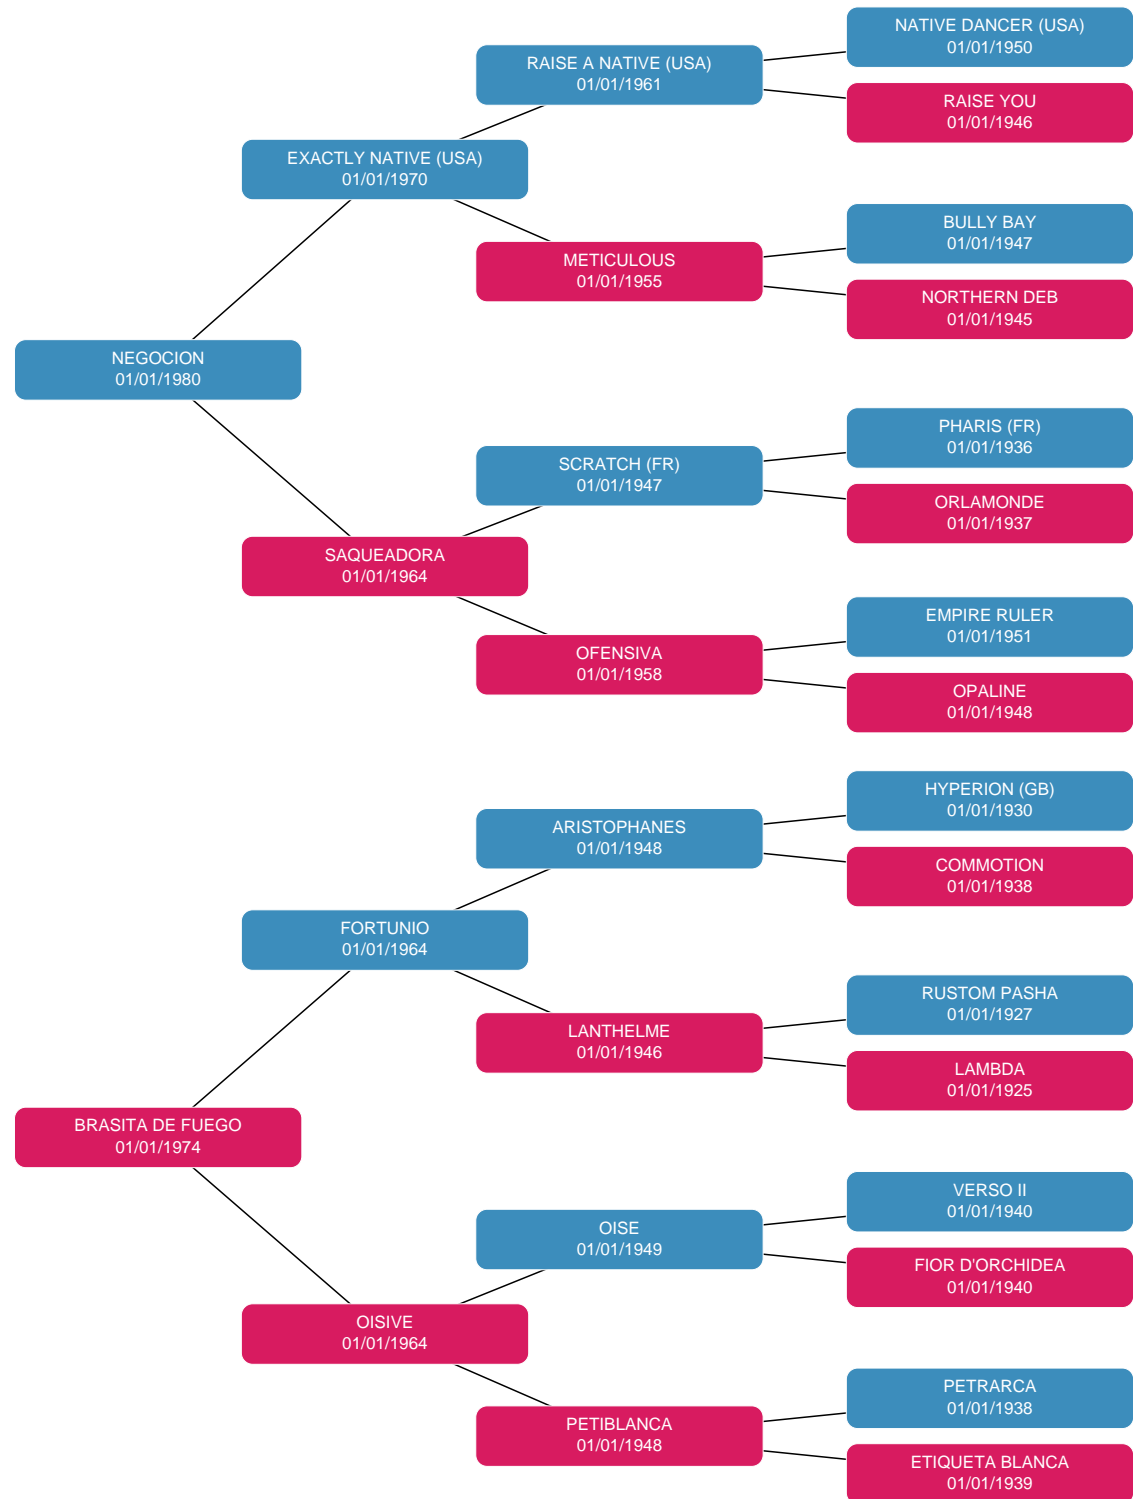 NATIVE DANCER (USA)
01/01/1950
RAISE A NATIVE (USA)
01/01/1961
RAISE YOU
01/01/1946
EXACTLY NATIVE (USA)
01/01/1970
BULLY BAY
01/01/1947
METICULOUS
01/01/1955
NORTHERN DEB
01/01/1945
NEGOCION
01/01/1980
PHARIS (FR)
01/01/1936
SCRATCH (FR)
01/01/1947
ORLAMONDE
01/01/1937
SAQUEADORA
01/01/1964
EMPIRE RULER
01/01/1951
OFENSIVA
01/01/1958
OPALINE
01/01/1948
HYPERION (GB)
01/01/1930
ARISTOPHANES
01/01/1948
COMMOTION
01/01/1938
FORTUNIO
01/01/1964
RUSTOM PASHA
01/01/1927
LANTHELME
01/01/1946
LAMBDA
01/01/1925
BRASITA DE FUEGO
01/01/1974
VERSO II
01/01/1940
OISE
01/01/1949
FIOR D'ORCHIDEA
01/01/1940
OISIVE
01/01/1964
PETRARCA
01/01/1938
PETIBLANCA
01/01/1948
ETIQUETA BLANCA
01/01/1939